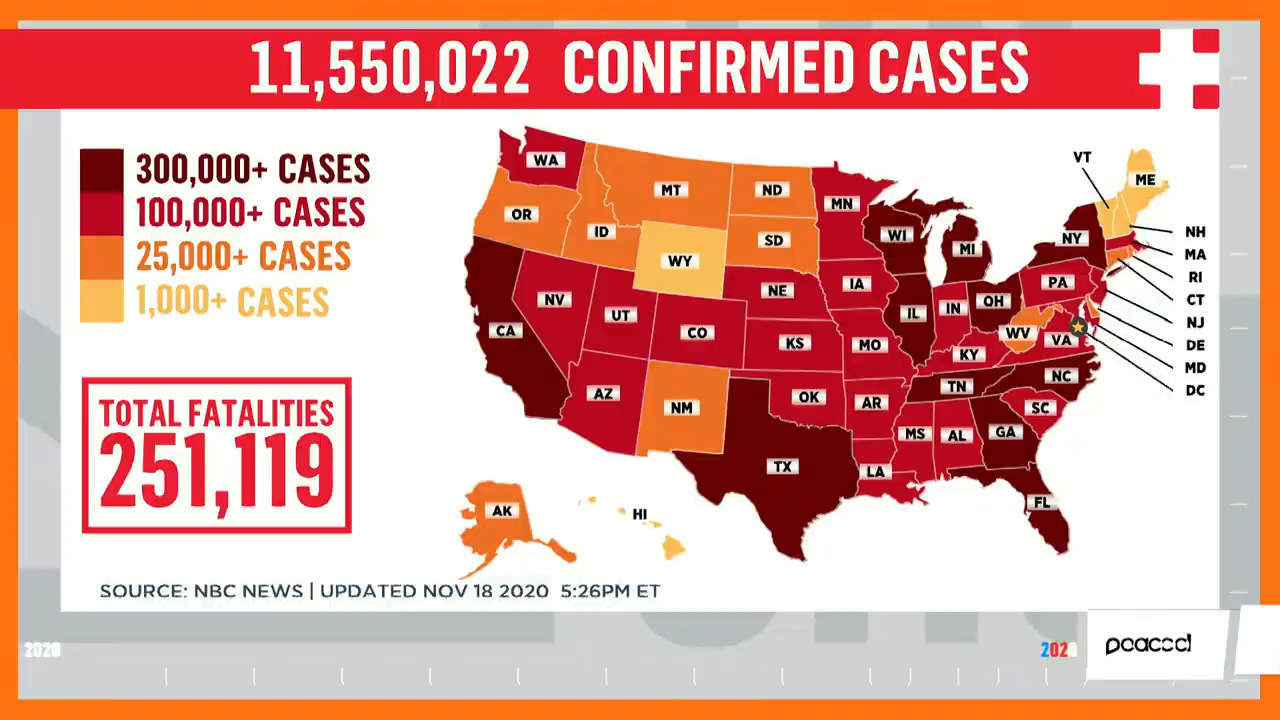 11,550,022 CONFIRMED CASES
300,000+ CASES
100,000+ CASES
25,000+ CASES
1,000+ CASES
TOTAL FATALITIES
251,119
WA
MT
ND
MN
OR
ID
SD
WI
MI
NY
VT
ME
WY
NH
MA
RI
CT
NJ
DE
MD
DC
NV
UT
CO
NE
IA
IL
IN
OH
PA
CA
KS
MO
KY
WV
VA
AZ
NM
OK
AR
TN
NC
SC
TX
LA
MS
AL
GA
FL
AK
HI
SOURCE: NBC NEWS | UPDATED NOV 18 2020 5:26PM ET
2020
202